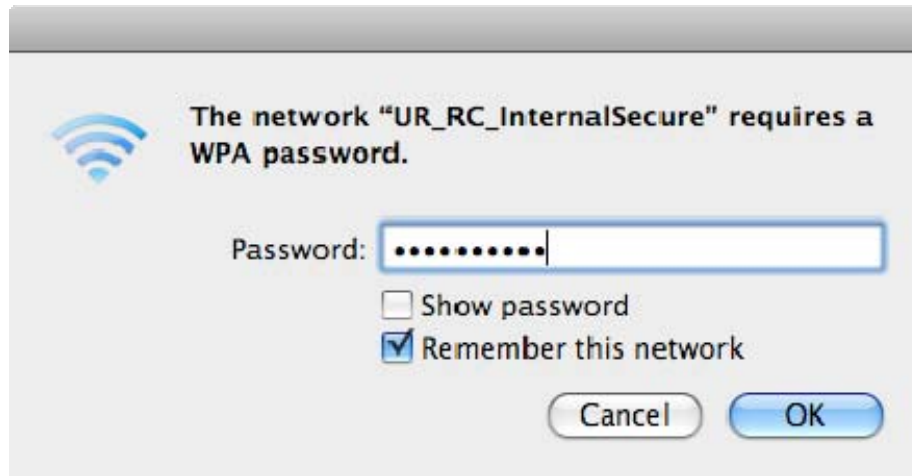 The network “UR_RC_InternalSecure” requires a
WPA password.
Password: ••••••••••
Show password
Remember this network
Cancel OK